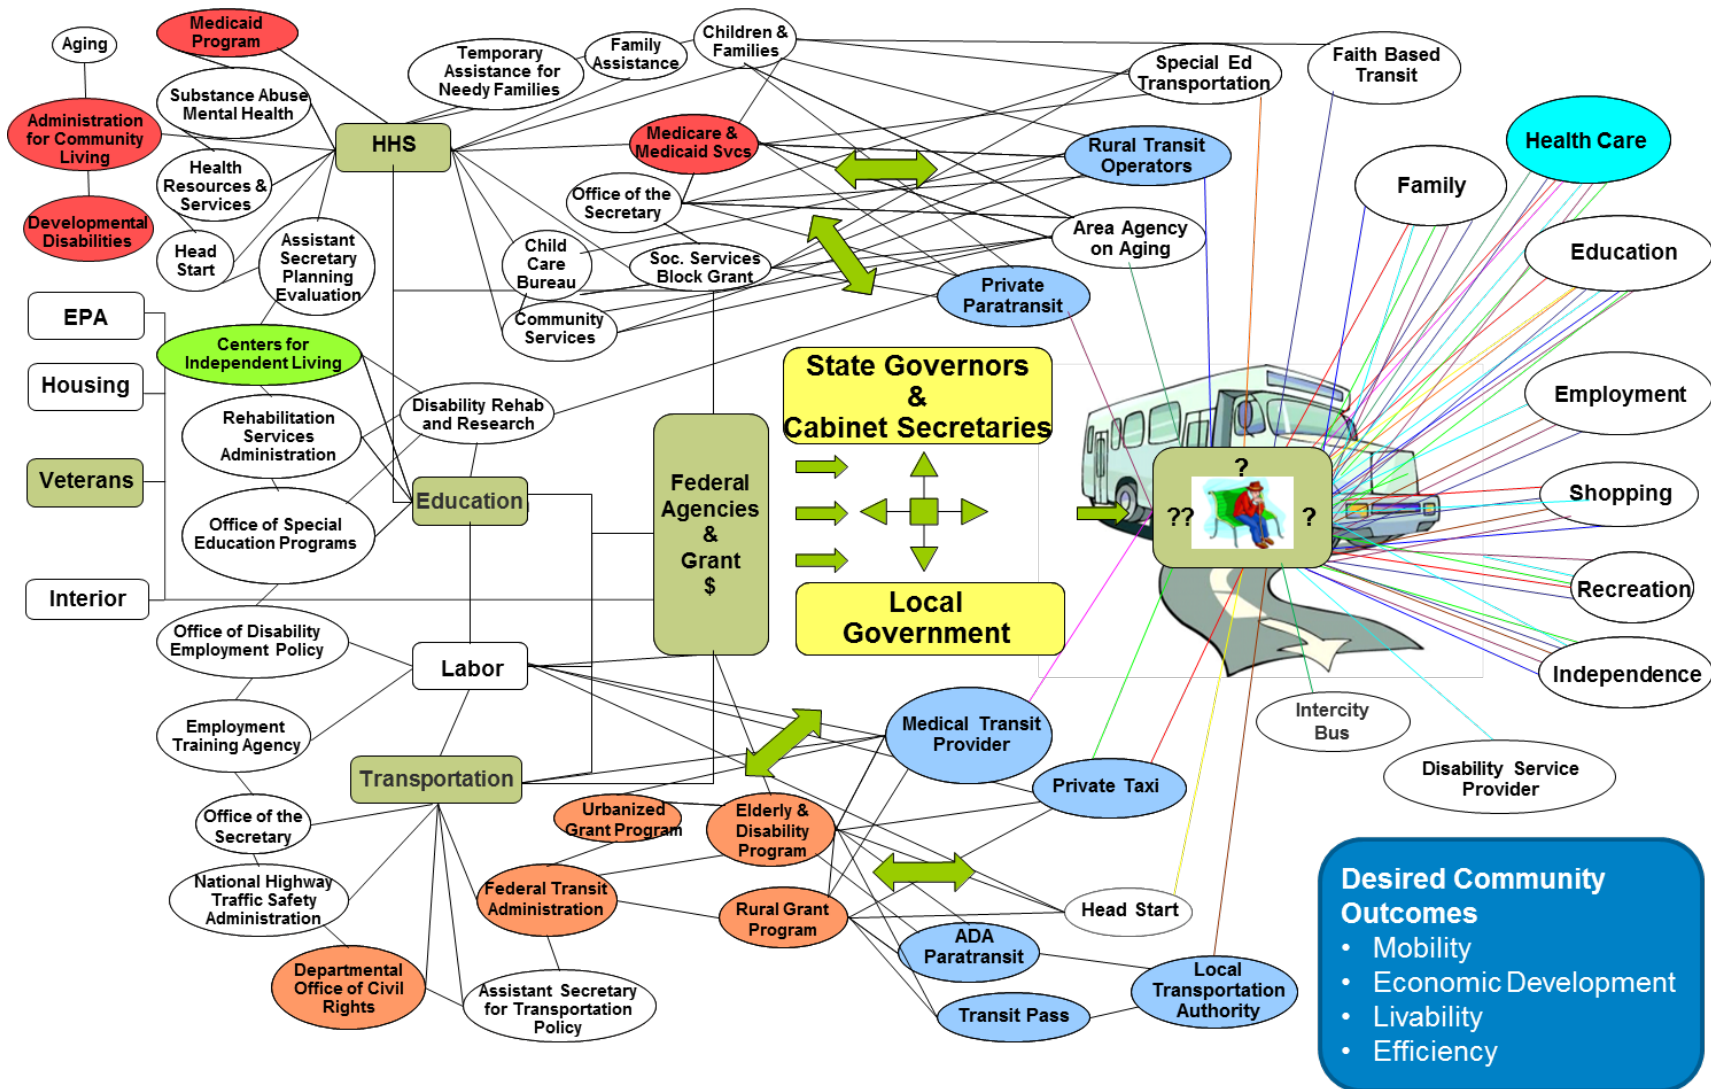 Aging
Medicaid
Program
Temporary
Assistance for
Needy Families
Family
Assistance
Children &
Families
Special Ed
Transportation
Faith Based
Transit
Substance Abuse
Mental Health
Administration
for Community
Living
HHS
Medicare &
Medicaid Svcs
Rural Transit
Operators
Health Care
Health
Resources &
Services
Family
Developmental
Disabilities
Head
Start
Assistant
Secretary
Planning
Evaluation
Office of the
Secretary
Child
Care
Bureau
Soc. Services
Block Grant
Area Agency
on Aging
Education
EPA
Community
Services
Private
Paratransit
Centers for
Independent Living
Housing
State Governors
&
Cabinet Secretaries
Employment
Rehabilitation
Services
Administration
Disability Rehab
and Research
Veterans
Education
Federal
Agencies
&
Grant
$
?
??
?
Shopping
Office of Special
Education Programs
Interior
Local
Government
Recreation
Office of Disability
Employment Policy
Labor
Independence
Employment
Training Agency
Medical Transit
Provider
Intercity
Bus
Transportation
Private Taxi
Disability Service
Provider
Office of the
Secretary
Urbanized
Grant Program
Elderly &
Disability
Program
National Highway
Traffic Safety
Administration
Federal Transit
Administration
Rural Grant
Program
Head Start
ADA
Paratransit
Departmental
Office of Civil
Rights
Assistant Secretary
for Transportation
Policy
Transit Pass
Local
Transportation
Authority
Desired Community
Outcomes
• Mobility
• Economic Development
• Livability
• Efficiency